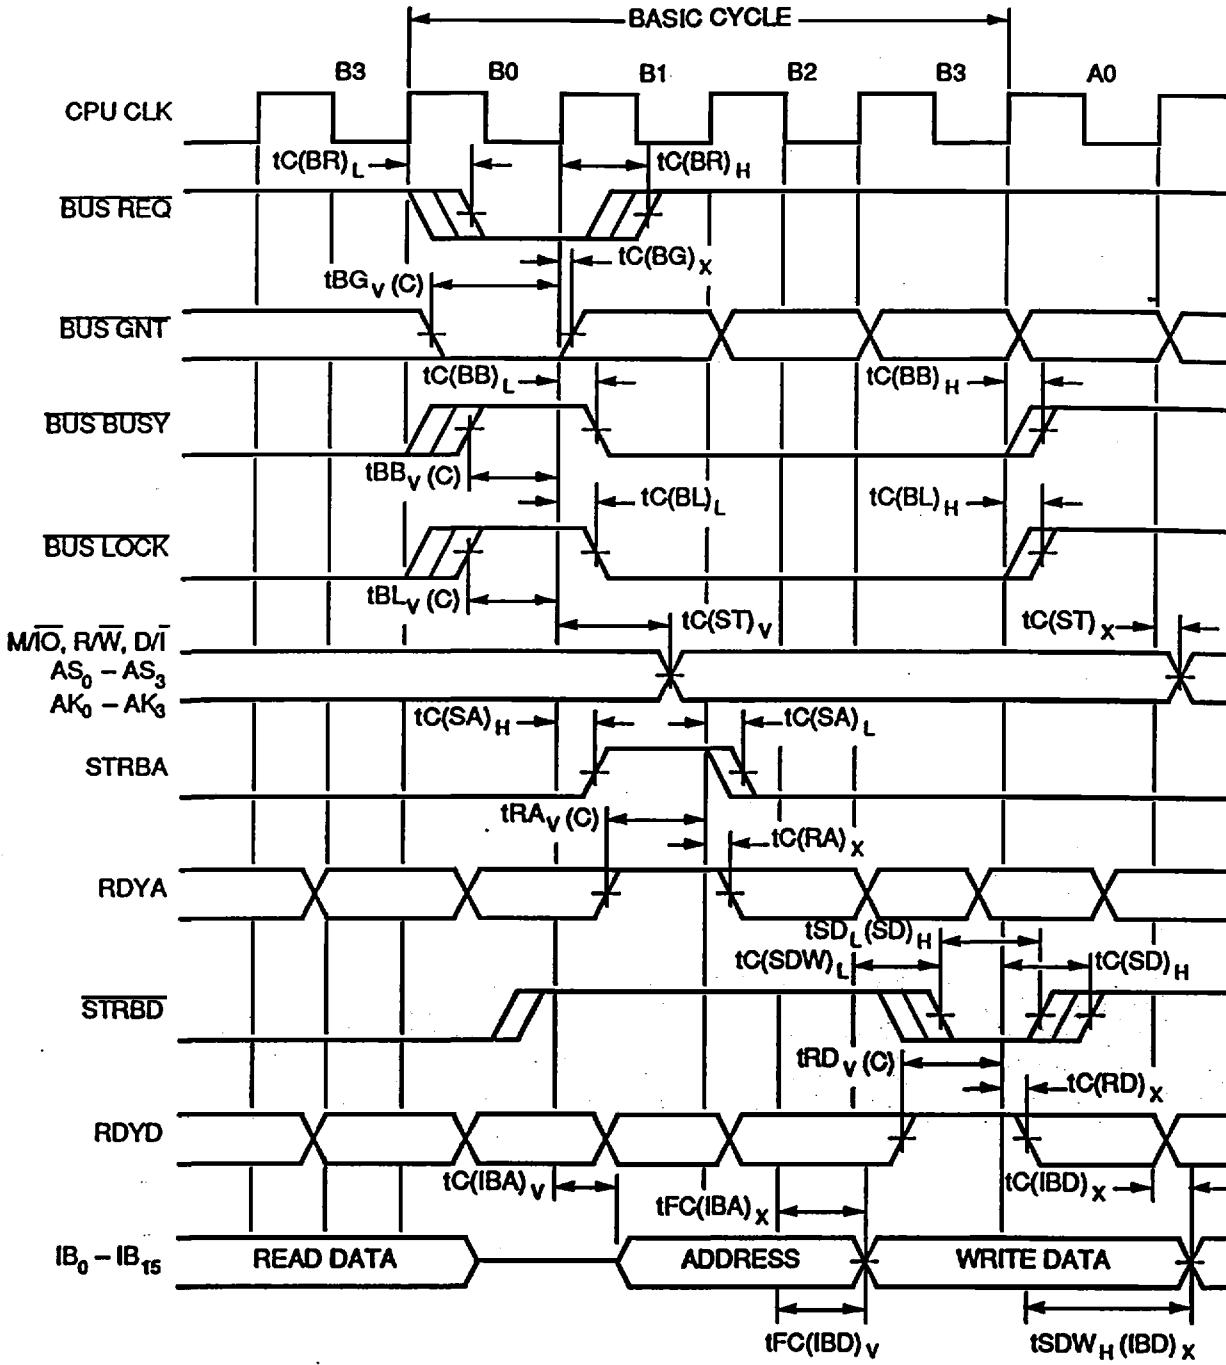 BASIC CYCLE
B3 B0 B1 B2 B3 A0
CPU CLK
tC(BR)L tC(BR)H
BUS REQ
tC(BG)X
tBGV (C)
BUS GNT
tC(BB)L tC(BB)H
BUS BUSY
tBBV (C)
tC(BL)L tC(BL)H
BUS LOCK
tBLV (C)
tC(ST)V tC(ST)X
M/IO, R/W, D/I
AS0 – AS3
AK0 – AK3
tC(SA)H tC(SA)L
STRBA
tRAV (C)
tC(RA)X
RDYA
tSDL(SD)H
tC(SDW)L tC(SD)H
STRBD
tRDV (C)
tC(RD)X
RDYD
tC(IBA)V tC(IBD)X
tFC(IBA)X
IB0 – IB15 READ DATA ADDRESS WRITE DATA
tFC(IBD)V tSDWH (IBD)X